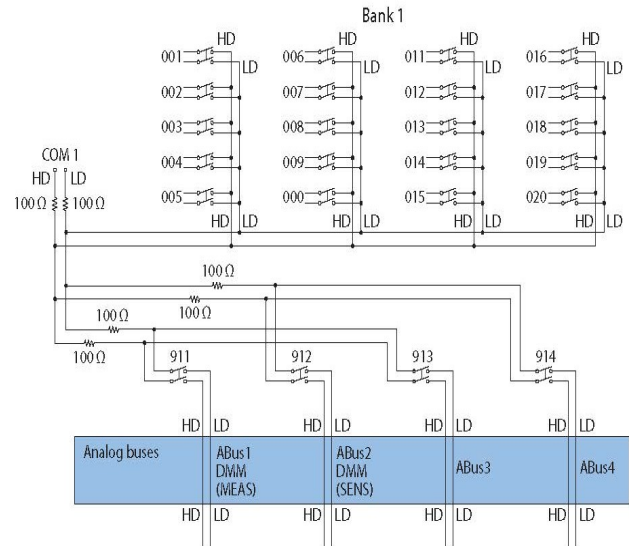 Bank 1
HD HD HD HD
001 006 011 016
LD LD LD LD
002 007 012 017
003 008 013 018
COM 1
004 009 014 019
HD LD
005 000 015 020
100 Ω 100 Ω
HD LD HD LD HD LD HD LD
100 Ω
100 Ω
100 Ω
100 Ω
911 912 913 914
HD LD HD LD HD LD HD LD
Analog buses
ABus1
DMM
(MEAS)
ABus2
DMM
(SENS)
ABus3
ABus4
HD LD HD LD HD LD HD LD